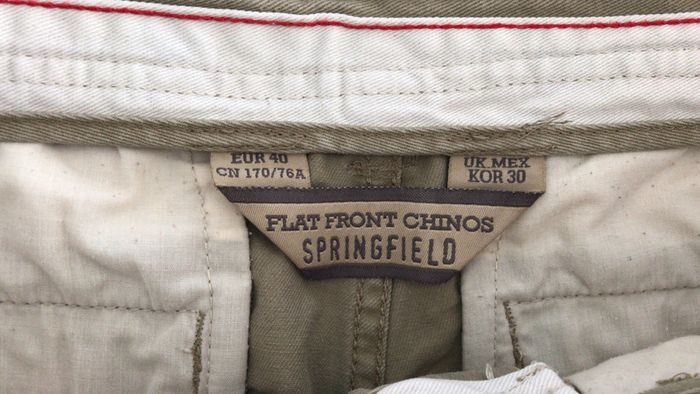 EUR 40
CN 170/76A
UK MEX
KOR 30
FLAT FRONT CHINOS
SPRINGFIELD